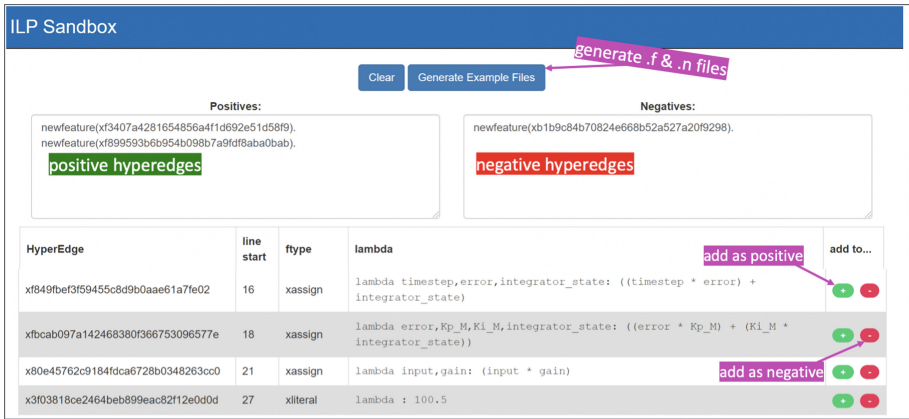 ILP Sandbox
generate .f & .n files
Clear
Generate Example Files
Positives:
Negatives:
newfeature(xf3407a4281654856a4f1d692e51d58f9).
newfeature(xf899593b6b954b098b7a9fdf8aba0bab).
positive hyperedges
newfeature(xb1b9c84b70824e668b52a527a20f9298).
negative hyperedges
HyperEdge
line
start
ftype
lambda
add to...
add as positive
xf849fbef3f59455c8d9b0aae61a7fe02
16
xassign
lambda timestep,error,integrator_state: ((timestep * error) +
integrator_state)
+
-
xfbcab097a142468380f366753096577e
18
xassign
lambda error,Kp_M,Ki_M,integrator_state: ((error * Kp_M) + (Ki_M *
integrator_state))
+
-
x80e45762c9184fdca6728b0348263cc0
21
xassign
lambda input,gain: (input * gain)
add as negative
+
-
x3f03818ce2464beb899eac82f12e0d0d
27
xliteral
lambda : 100.5
+
-